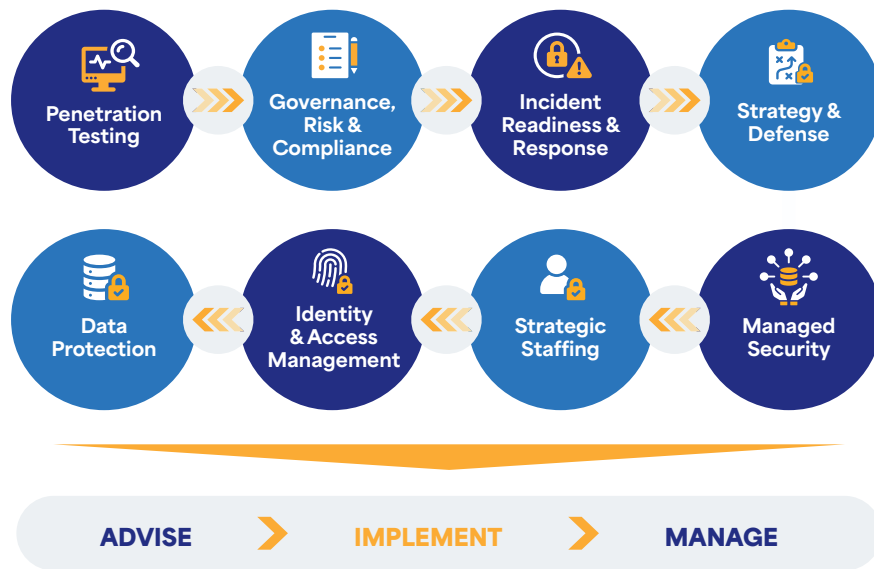 Penetration
Testing
Governance,
Risk &
Compliance
Incident
Readiness &
Response
Strategy &
Defense
Data
Protection
Identity
& Access
Management
Strategic
Staffing
Managed
Security
ADVISE
IMPLEMENT
MANAGE